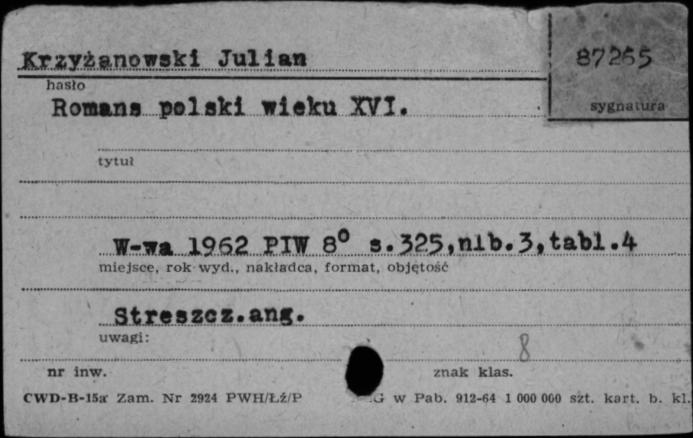 Krzyżanowski Julian
87265
hasło
sygnatura
Romans polski wieku XVI.
tytuł
W-wa 1962 PIW 8° s.325,nlb.3,tabl.4
miejsce, rok wyd., nakładca, format, objętość
Streszcz.ang.
uwagi:
8
nr inw.
znak klas.
CWD-B-15a Zam. Nr 2924 PWH/Łź/P w Pab. 912-64 1 000 000 szt. kart. b. kl.